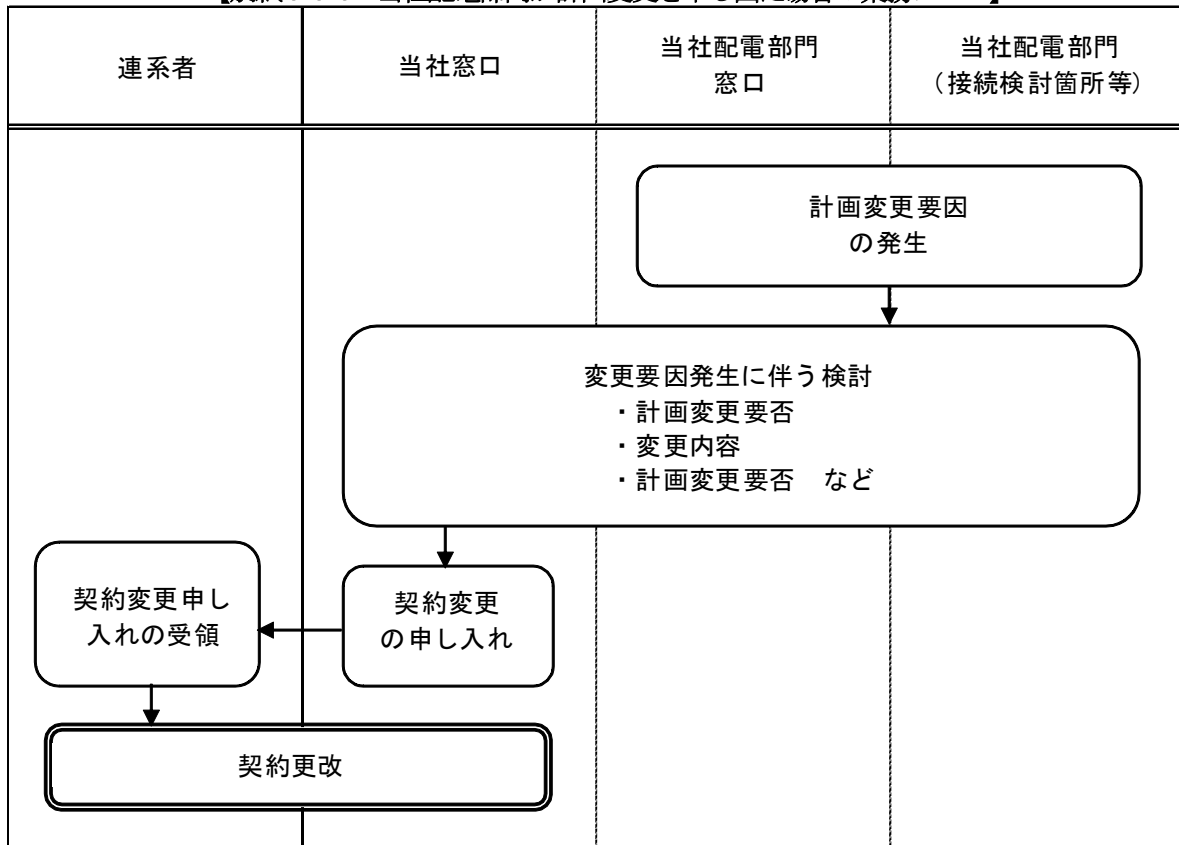 連系者
当社窓口
当社配電部門
窓口
当社配電部門
（接続検討箇所等）
計画変更要因
の発生
変更要因発生に伴う検討
・計画変更要否
・変更内容
・計画変更要否　など
契約変更申し
入れの受領
契約変更
の申し入れ
契約更改